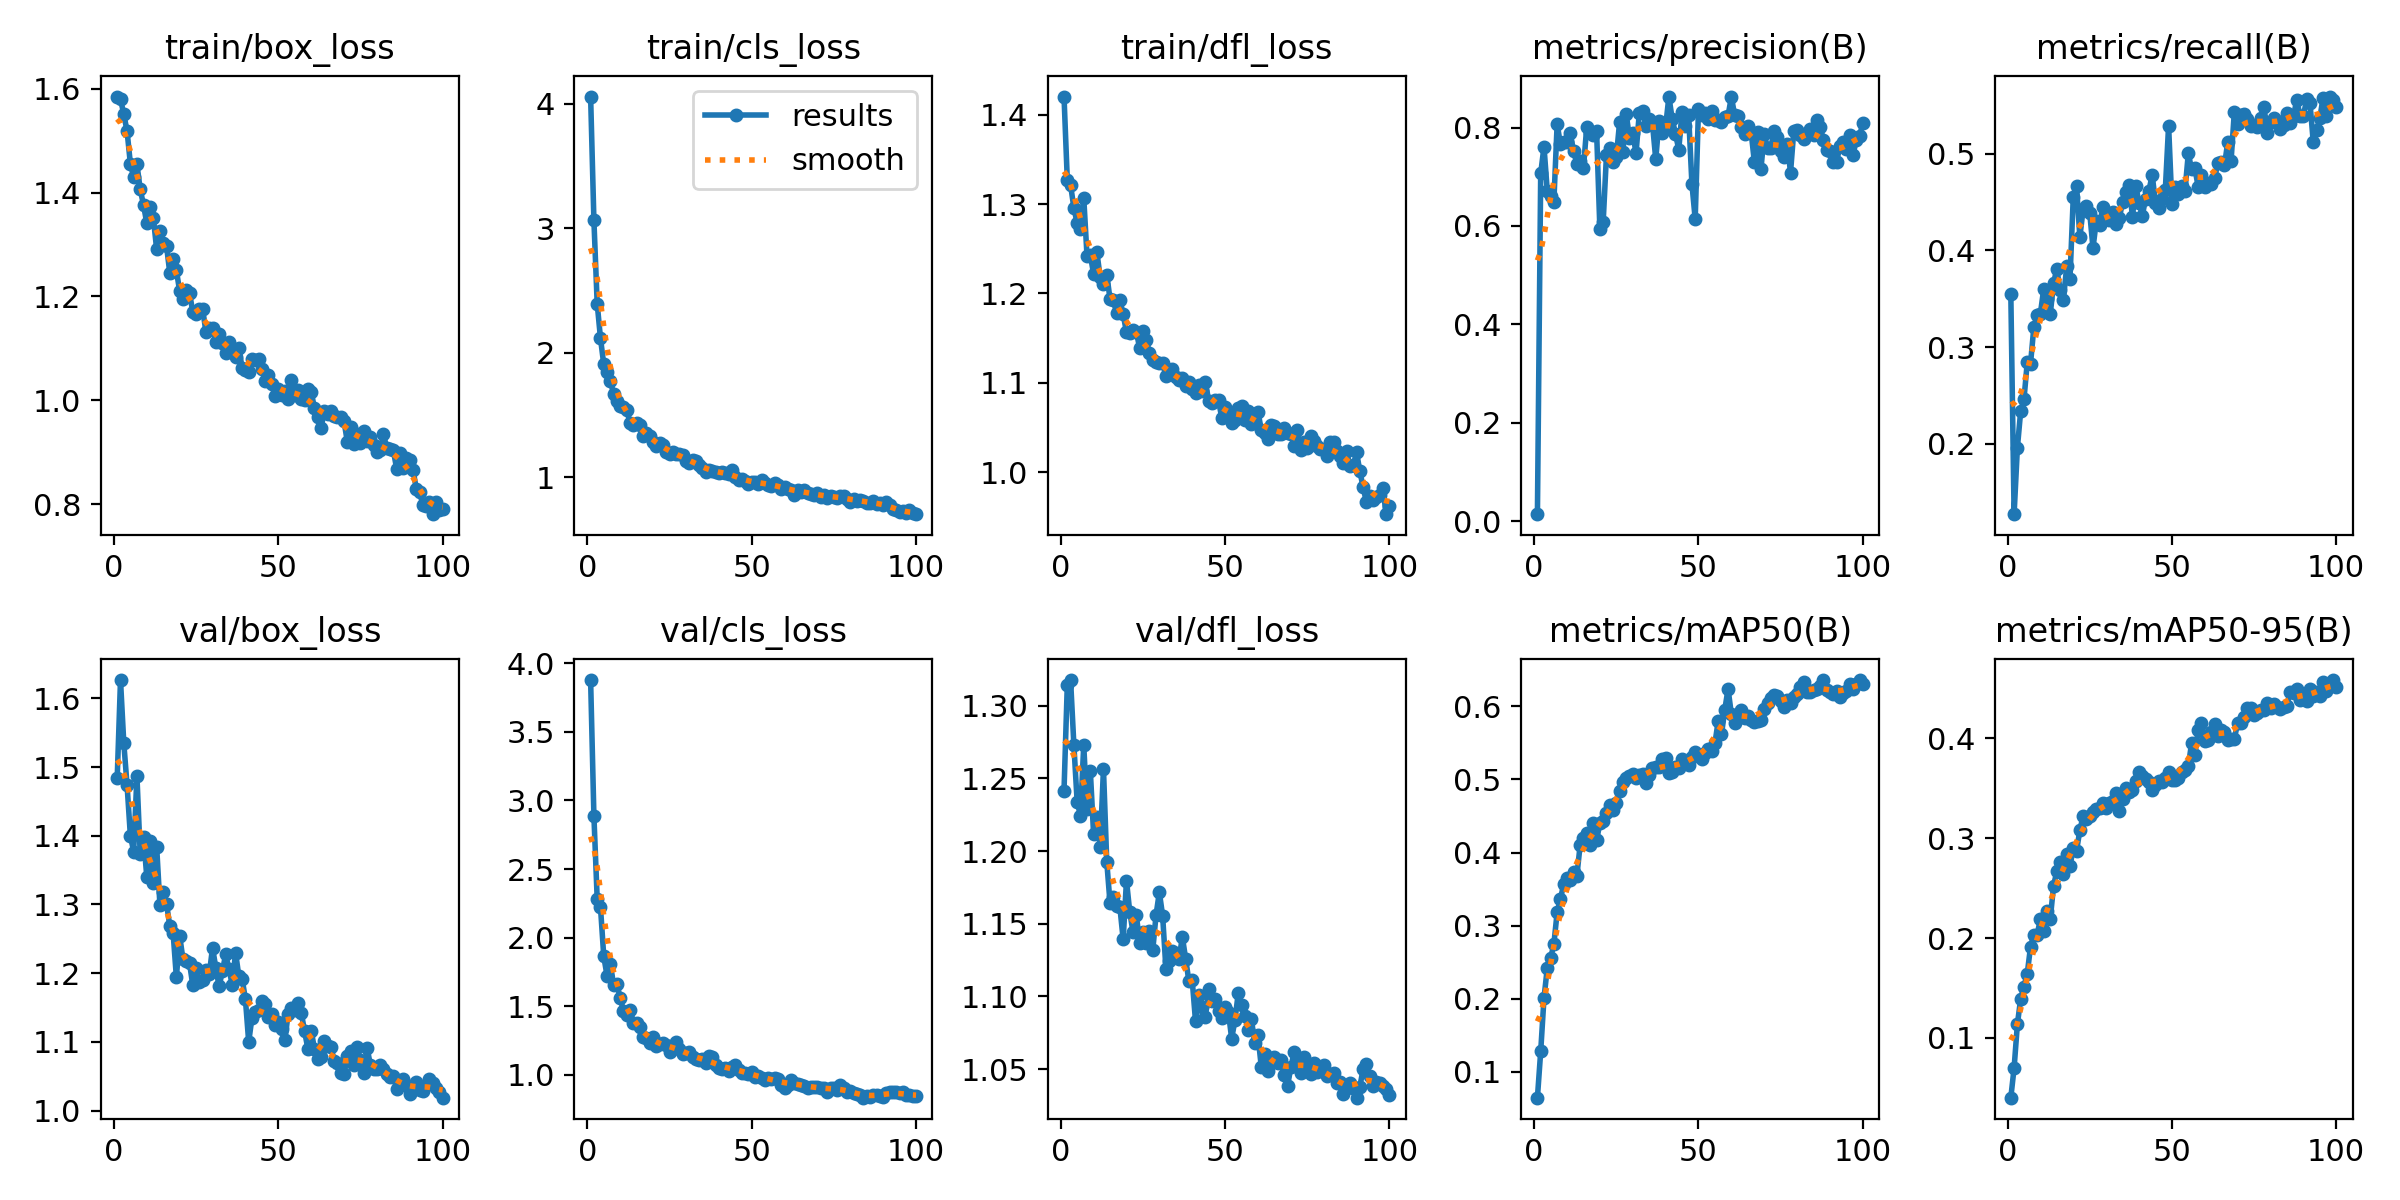 train/box_loss
1.6
1.4
1.2
1.0
0.8
0 50 100
train/cls_loss
results
smooth
4
3
2
1
0 50 100
train/dfl_loss
1.4
1.3
1.2
1.1
1.0
0 50 100
metrics/precision(B)
0.8
0.6
0.4
0.2
0.0
0 50 100
metrics/recall(B)
0.5
0.4
0.3
0.2
0 50 100
val/box_loss
1.6
1.5
1.4
1.3
1.2
1.1
1.0
0 50 100
val/cls_loss
4.0
3.5
3.0
2.5
2.0
1.5
1.0
0 50 100
val/dfl_loss
1.30
1.25
1.20
1.15
1.10
1.05
0 50 100
metrics/mAP50(B)
0.6
0.5
0.4
0.3
0.2
0.1
0 50 100
metrics/mAP50-95(B)
0.4
0.3
0.2
0.1
0 50 100